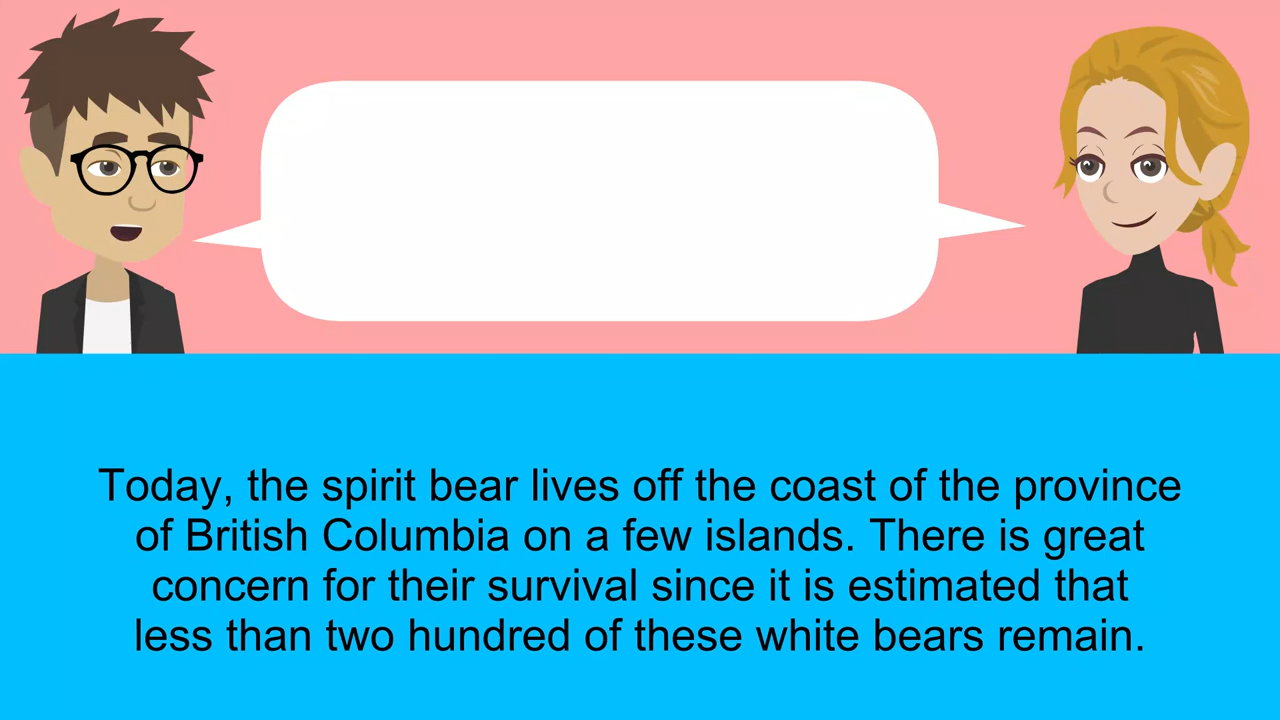 Today, the spirit bear lives off the coast of the province
of British Columbia on a few islands. There is great
concern for their survival since it is estimated that
less than two hundred of these white bears remain.